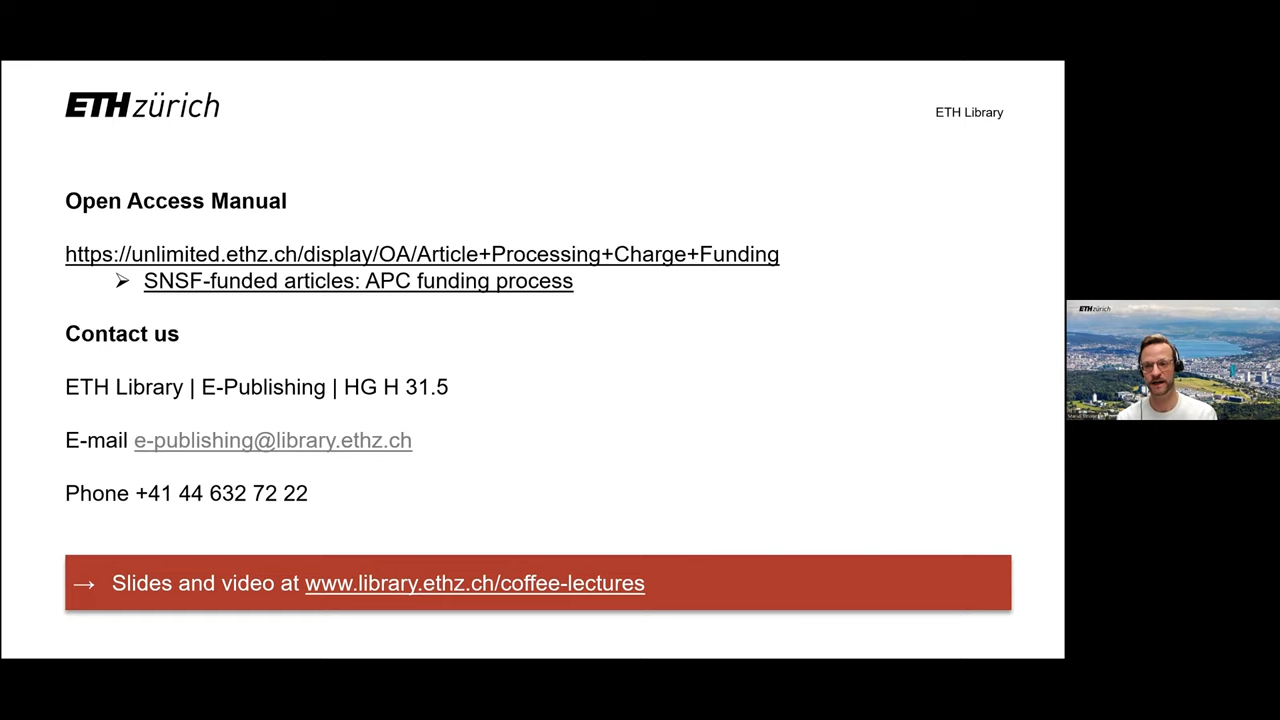 ETH zürich
ETH Library
Open Access Manual
https://unlimited.ethz.ch/display/OA/Article+Processing+Charge+Funding
➢ SNSF-funded articles: APC funding process
Contact us
ETH Library | E-Publishing | HG H 31.5
E-mail e-publishing@library.ethz.ch
Phone +41 44 632 72 22
→ Slides and video at www.library.ethz.ch/coffee-lectures
ETH zürich